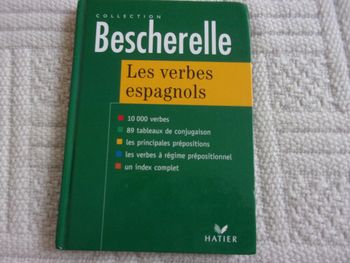 COLLECTION
Bescherelle
Les verbes
espagnols
10 000 verbes
89 tableaux de conjugaison
les principales prépositions
les verbes à régime prépositionnel
un index complet
HATIER